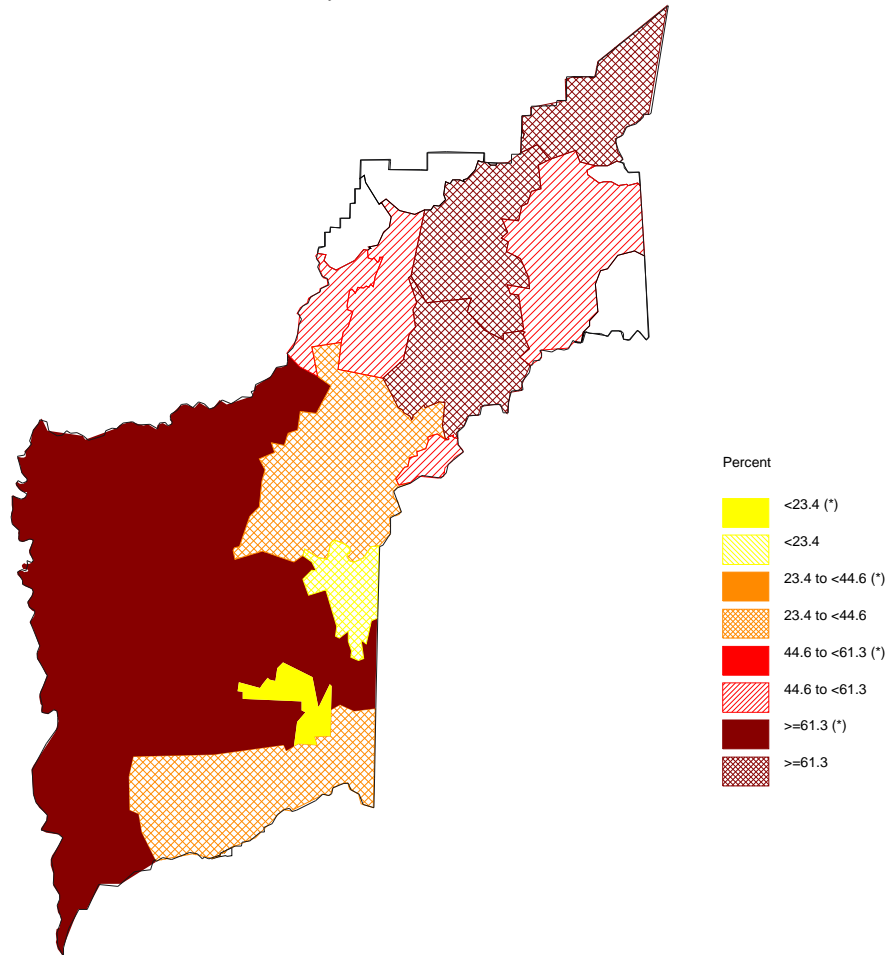 Percent
<23.4 (*)
<23.4
23.4 to <44.6 (*)
23.4 to <44.6
44.6 to <61.3 (*)
44.6 to <61.3
>=61.3 (*)
>=61.3